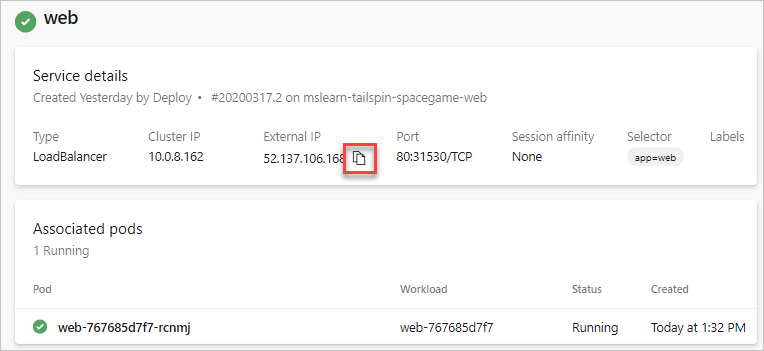 web
Service details
Created Yesterday by Deploy • #20200317.2 on mslearn-tailspin-spacegame-web
Type Cluster IP External IP Port Session affinity Selector Labels
LoadBalancer 10.0.8.162 52.137.106.168 80:31530/TCP None app=web
Associated pods
1 Running
Pod Workload Status Created
web-767685d7f7-rcnmj web-767685d7f7 Running Today at 1:32 PM